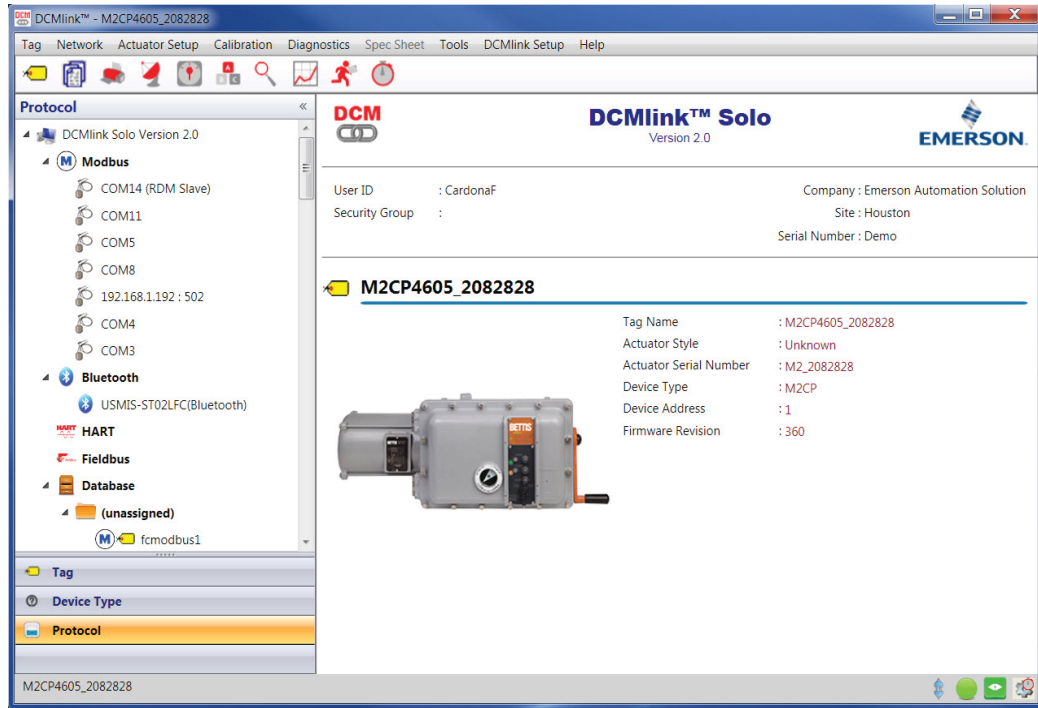 DCMlink™ - M2CP4605_2082828
Tag Network Actuator Setup Calibration Diagnostics Spec Sheet Tools DCMlink Setup Help
Protocol
DCMlink Solo Version 2.0
Modbus
COM14 (RDM Slave)
COM11
COM5
COM8
192.168.1.192 : 502
COM4
COM3
Bluetooth
USMIS-ST02LFC(Bluetooth)
HART
Fieldbus
Database
(unassigned)
fcmodbus1
Tag
Device Type
Protocol
DCM
DCMlink™ Solo
Version 2.0
EMERSON
User ID : CardonaF
Security Group :
Company : Emerson Automation Solution
Site : Houston
Serial Number : Demo
M2CP4605_2082828
Tag Name : M2CP4605_2082828
Actuator Style : Unknown
Actuator Serial Number : M2_2082828
Device Type : M2CP
Device Address : 1
Firmware Revision : 360
BETTIS
M2CP4605_2082828